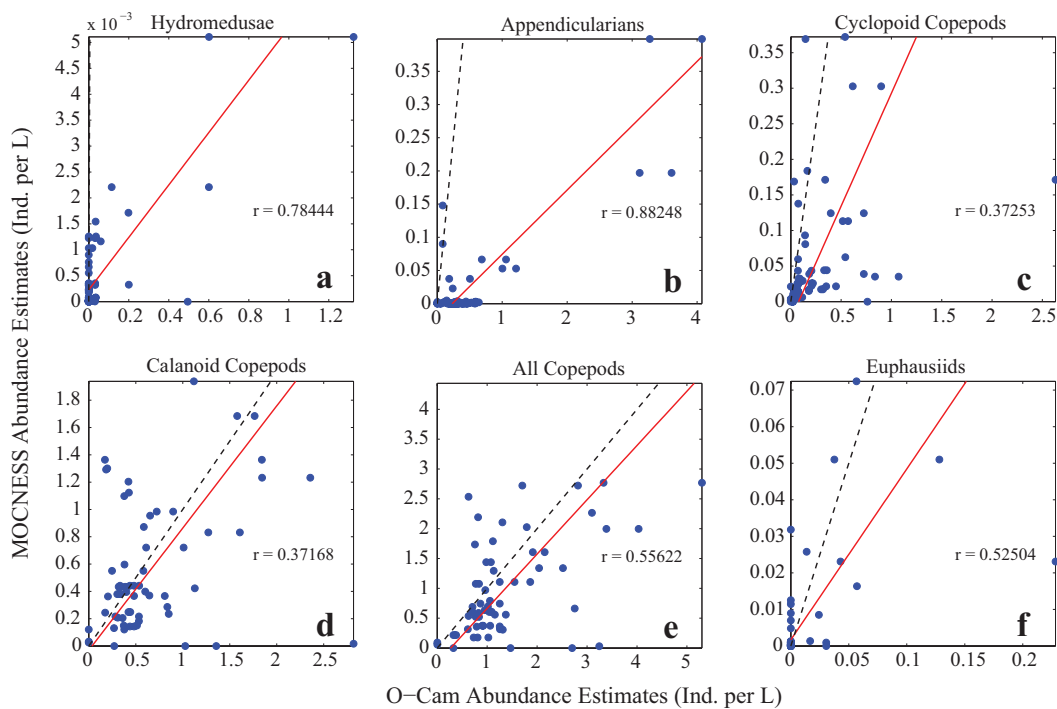 Hydromedusae
x 10⁻³
5
4.5
4
3.5
3
2.5
2
1.5
1
0.5
0
0 0.2 0.4 0.6 0.8 1 1.2
r = 0.78444
a
Appendicularians
0.35
0.3
0.25
0.2
0.15
0.1
0.05
0
0 1 2 3 4
r = 0.88248
b
Cyclopoid Copepods
0.35
0.3
0.25
0.2
0.15
0.1
0.05
0
0 0.5 1 1.5 2 2.5
r = 0.37253
c
MOCNESS Abundance Estimates (Ind. per L)
Calanoid Copepods
1.8
1.6
1.4
1.2
1
0.8
0.6
0.4
0.2
0
0 0.5 1 1.5 2 2.5
r = 0.37168
d
All Copepods
4
3.5
3
2.5
2
1.5
1
0.5
0
0 1 2 3 4 5
r = 0.55622
e
Euphausiids
0.07
0.06
0.05
0.04
0.03
0.02
0.01
0
0 0.05 0.1 0.15 0.2
r = 0.52504
f
O−Cam Abundance Estimates (Ind. per L)